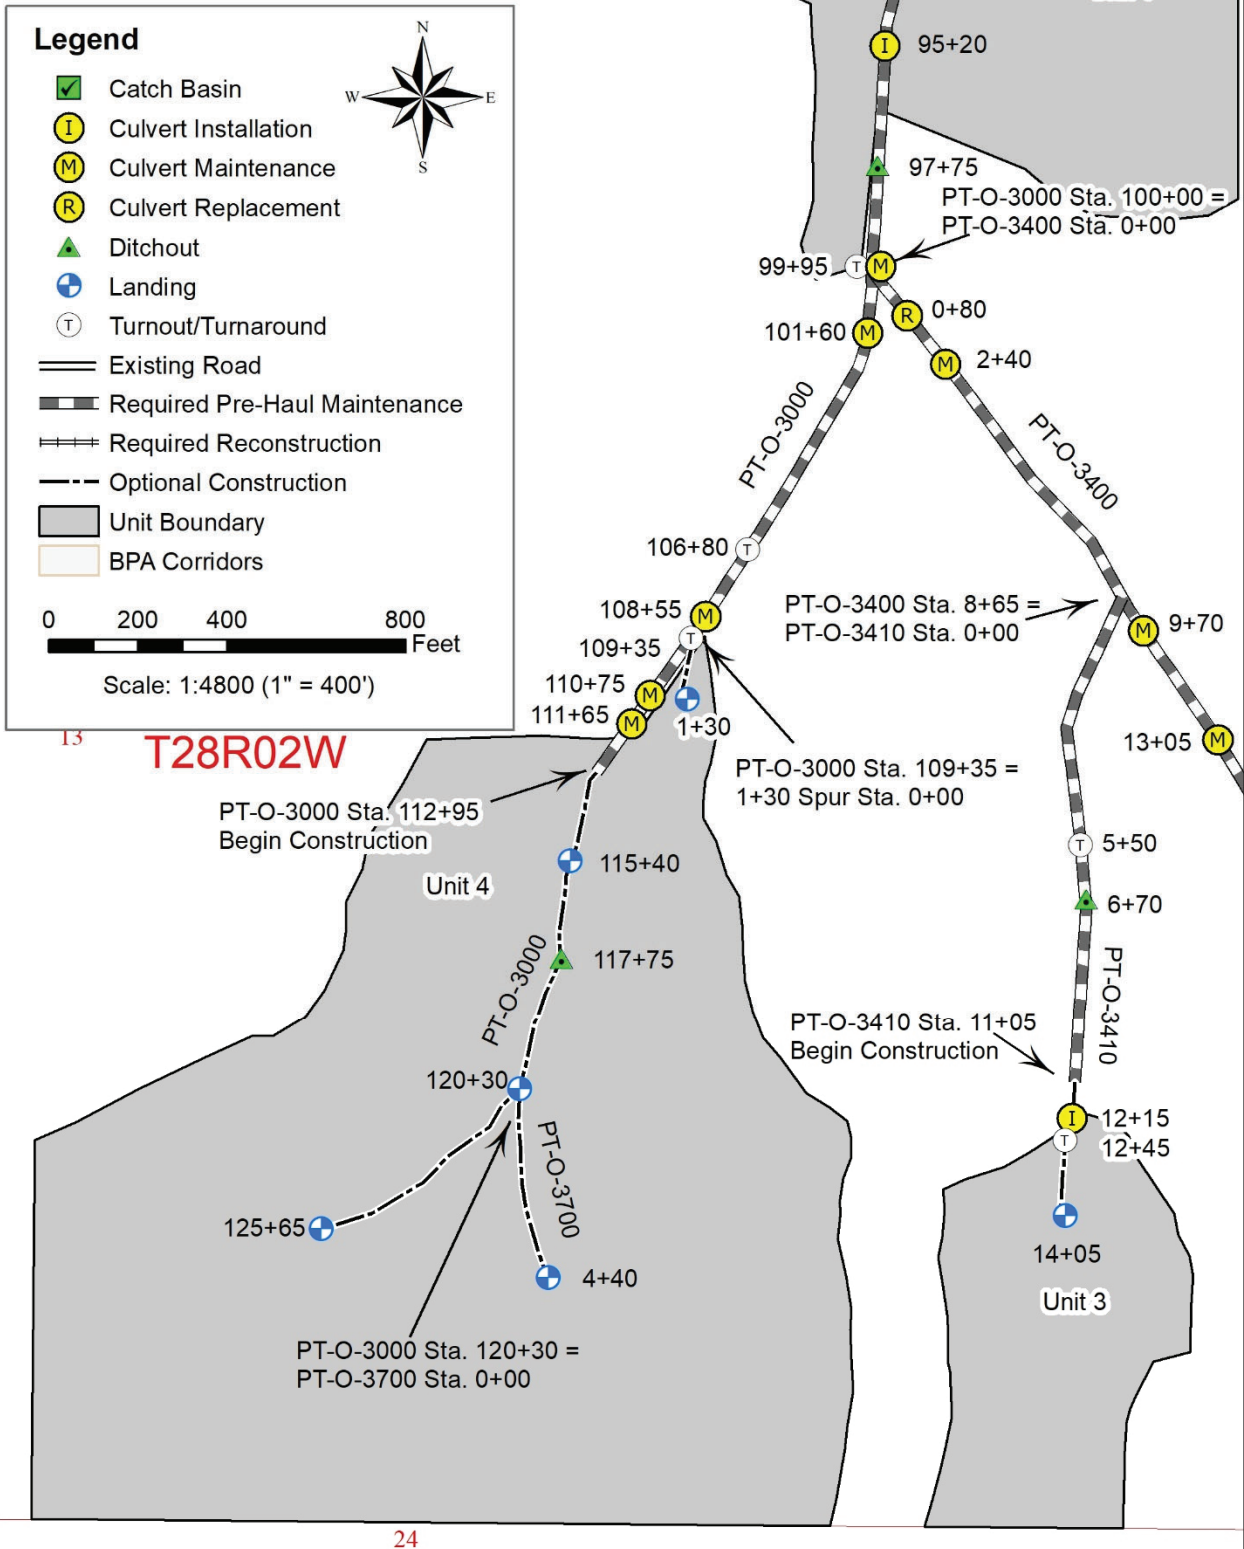 Legend
N
W
E
S
Catch Basin
I Culvert Installation
M Culvert Maintenance
R Culvert Replacement
Ditchout
Landing
T Turnout/Turnaround
Existing Road
Required Pre-Haul Maintenance
Required Reconstruction
Optional Construction
Unit Boundary
BPA Corridors
0 200 400 800
Feet
Scale: 1:4800 (1" = 400')
13
T28R02W
I 95+20
97+75
PT-O-3000 Sta. 100+00 =
PT-O-3400 Sta. 0+00
99+95 T M
R 0+80
101+60 M
M 2+40
PT-O-3000
PT-O-3400
106+80 T
PT-O-3400 Sta. 8+65 =
PT-O-3410 Sta. 0+00
108+55 M
M 9+70
109+35 T
110+75 M
111+65 M
1+30
13+05 M
PT-O-3000 Sta. 109+35 =
1+30 Spur Sta. 0+00
PT-O-3000 Sta. 112+95
Begin Construction
T 5+50
115+40
Unit 4
6+70
117+75
PT-O-3000
PT-O-3410
PT-O-3410 Sta. 11+05
Begin Construction
120+30
I 12+15
T 12+45
PT-O-3700
125+65
14+05
4+40
Unit 3
PT-O-3000 Sta. 120+30 =
PT-O-3700 Sta. 0+00
24